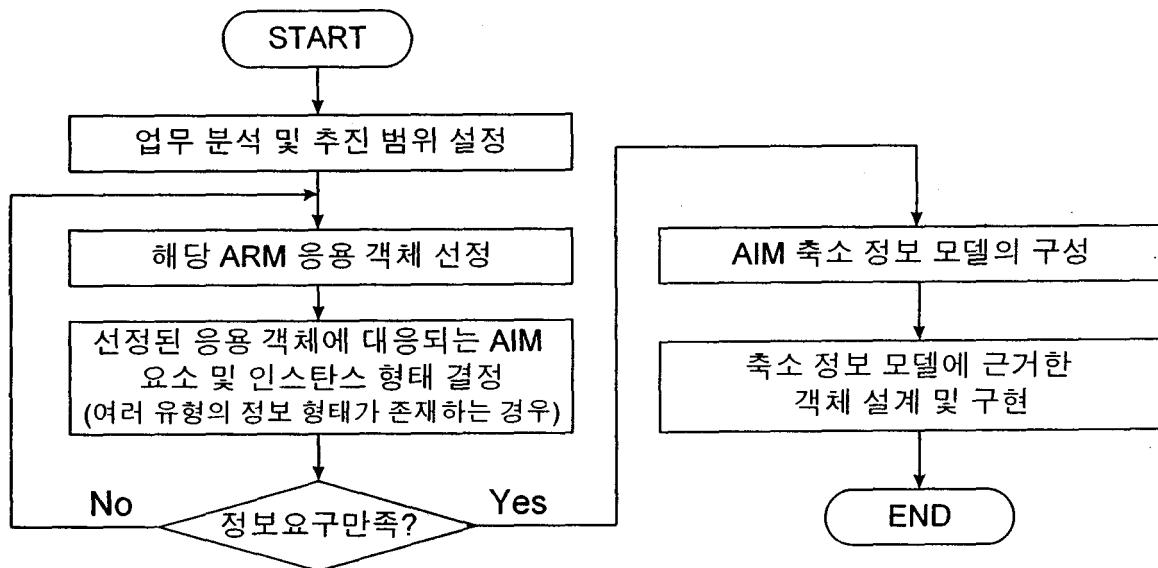 START
업무 분석 및 추진 범위 설정
해당 ARM 응용 객체 선정
선정된 응용 객체에 대응되는 AIM
요소 및 인스탄스 형태 결정
(여러 유형의 정보 형태가 존재하는 경우)
정보요구만족?
No
Yes
AIM 축소 정보 모델의 구성
축소 정보 모델에 근거한
객체 설계 및 구현
END